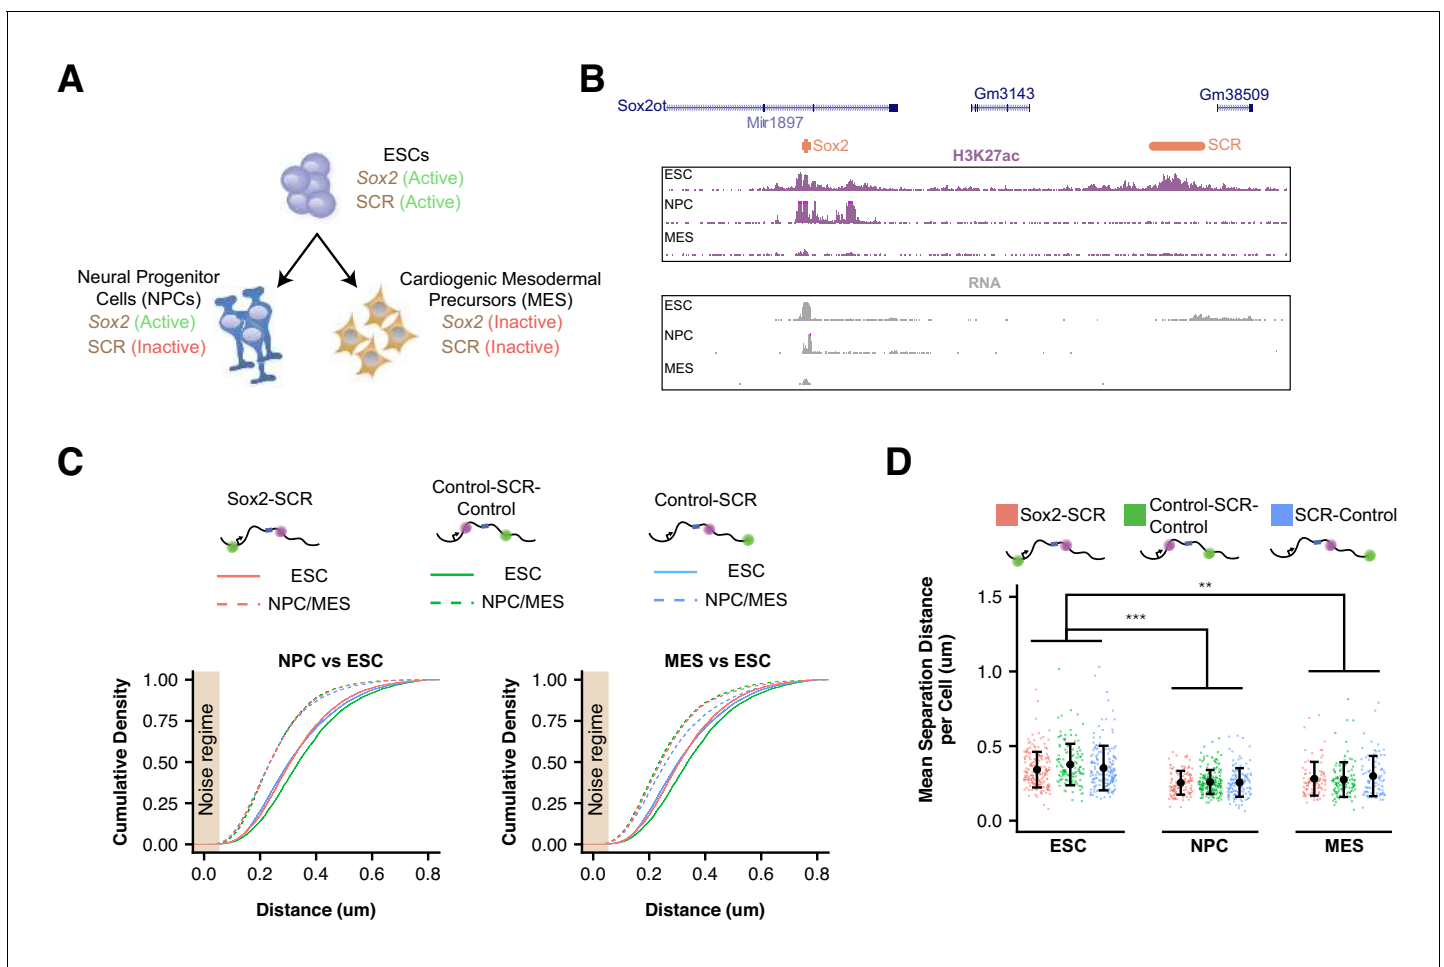 A
ESCs
Sox2 (Active)
SCR (Active)
Neural Progenitor
Cells (NPCs)
Sox2 (Active)
SCR (Inactive)
Cardiogenic Mesodermal
Precursors (MES)
Sox2 (Inactive)
SCR (Inactive)
B
Sox2ot
Mir1897
Gm3143
Gm38509
Sox2
SCR
H3K27ac
ESC
NPC
MES
RNA
ESC
NPC
MES
C
Sox2-SCR
ESC
NPC/MES
Control-SCR-
Control
ESC
NPC/MES
Control-SCR
ESC
NPC/MES
NPC vs ESC
Cumulative Density
1.00
0.75
0.50
0.25
0.00
Noise regime
0.0 0.2 0.4 0.6 0.8
Distance (um)
MES vs ESC
Cumulative Density
1.00
0.75
0.50
0.25
0.00
Noise regime
0.0 0.2 0.4 0.6 0.8
Distance (um)
D
Sox2-SCR
Control-SCR-
Control
SCR-Control
Mean Separation Distance
per Cell (um)
1.5
1.0
0.5
0.0
**
***
ESC NPC MES